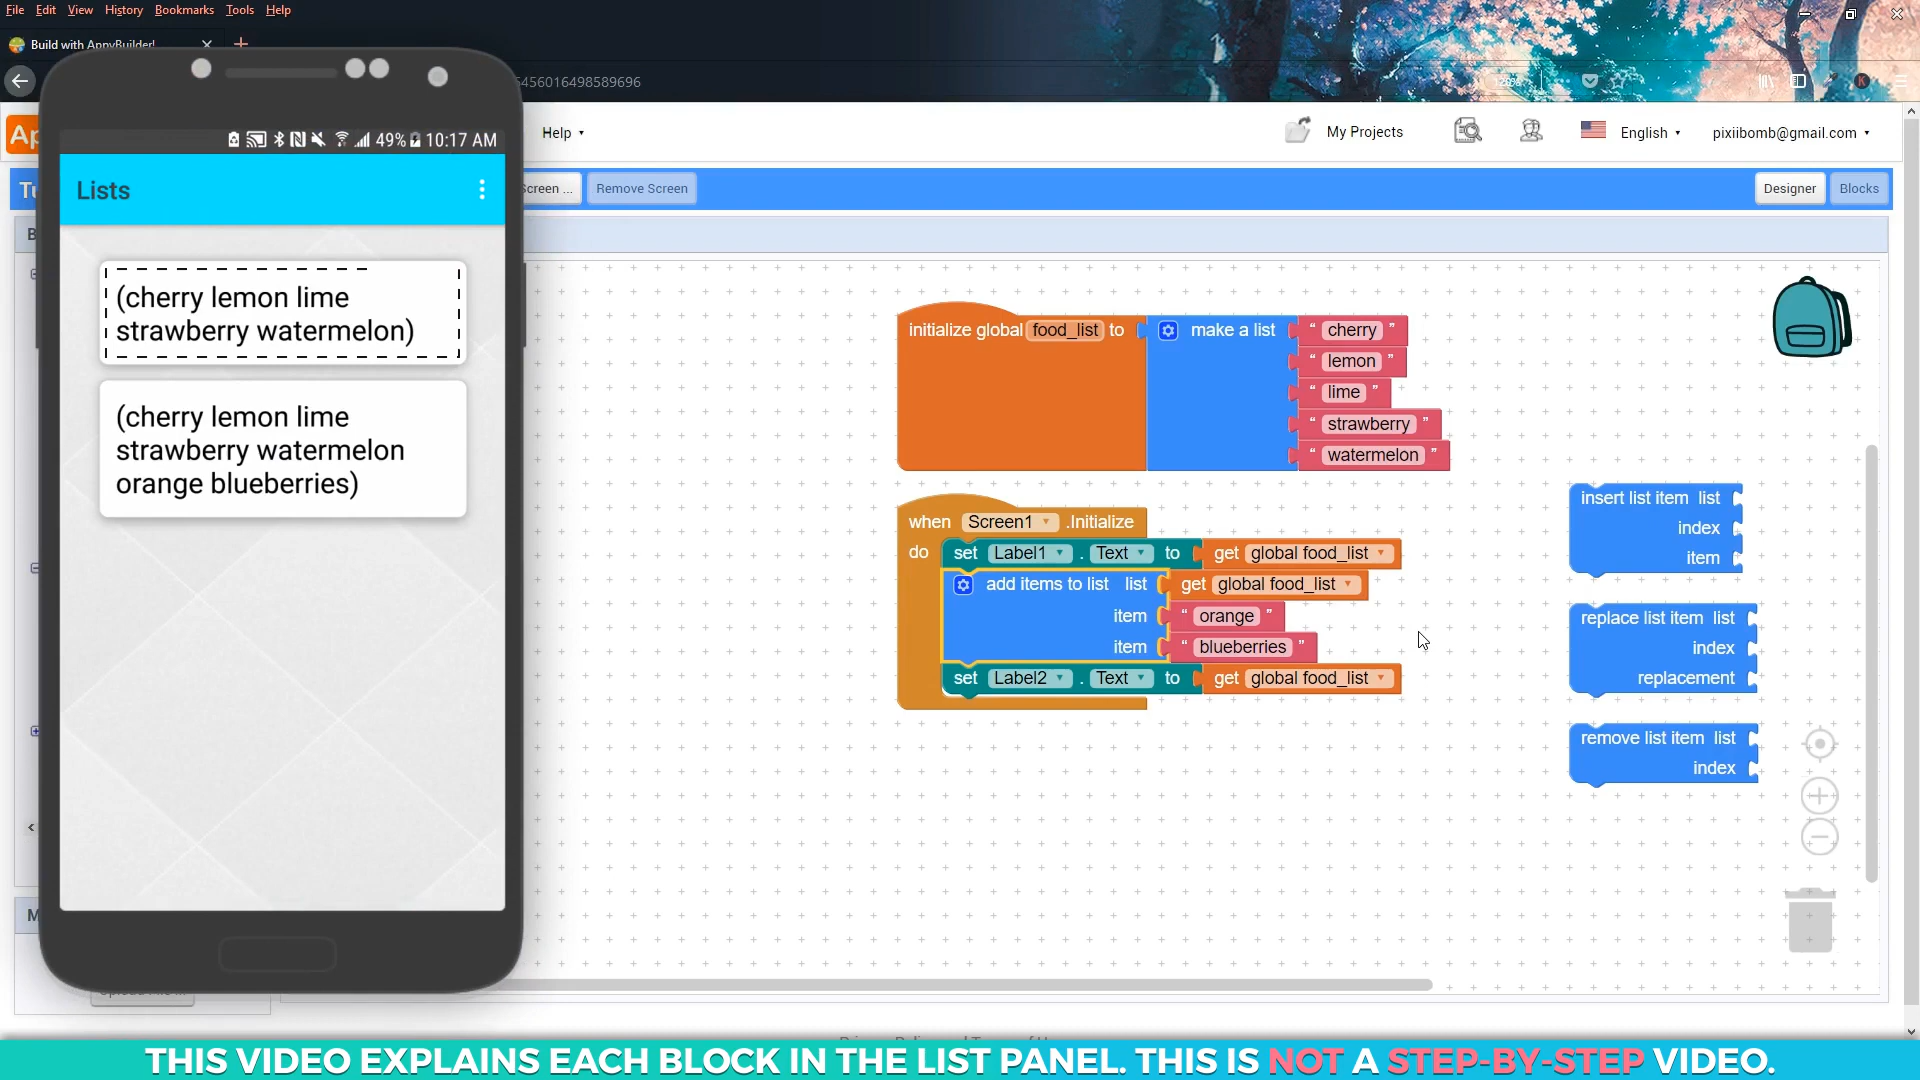 File Edit View History Bookmarks Tools Help
Build with AppyBuilder!
5456016498589696
Ap
Help
My Projects
English
pixiibomb@gmail.com
Tu
Screen ...
Remove Screen
Designer
Blocks
B
49% 10:17 AM
Lists
(cherry lemon lime
strawberry watermelon)
(cherry lemon lime
strawberry watermelon
orange blueberries)
initialize global food_list to
make a list
“ cherry ”
“ lemon ”
“ lime ”
“ strawberry ”
“ watermelon ”
when Screen1 .Initialize
do
set Label1 . Text to get global food_list
add items to list list get global food_list
item “ orange ”
item “ blueberries ”
set Label2 . Text to get global food_list
insert list item list
index
item
replace list item list
index
replacement
remove list item list
index
M
THIS VIDEO EXPLAINS EACH BLOCK IN THE LIST PANEL. THIS IS NOT A STEP-BY-STEP VIDEO.